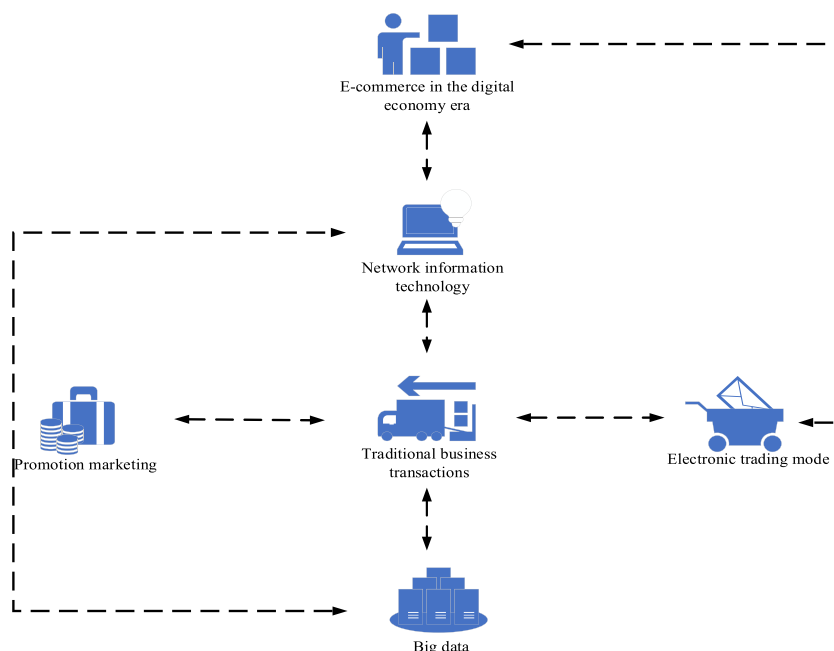 E-commerce in the digital
economy era
Network information
technology
Promotion marketing
Traditional business
transactions
Electronic trading mode
Big data